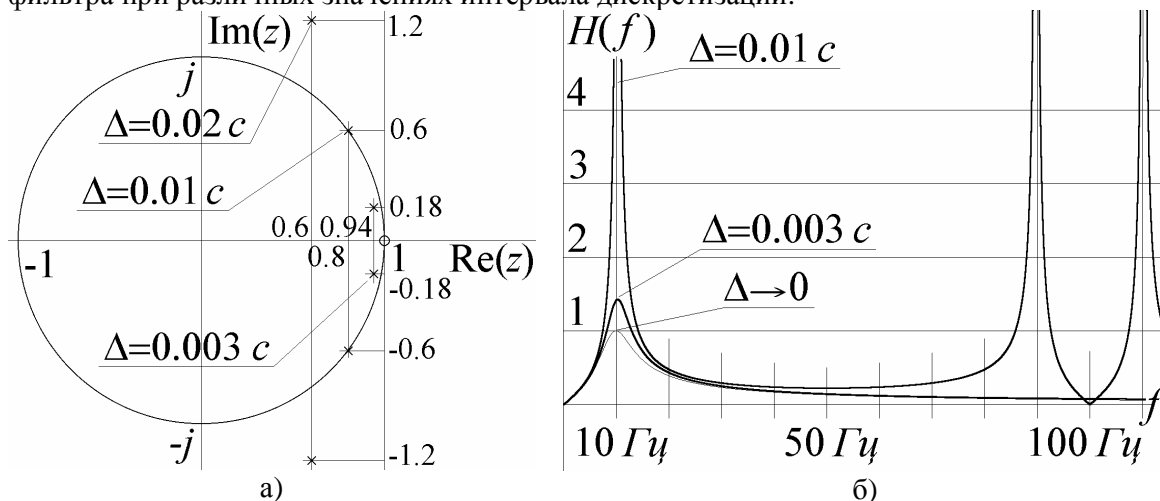 фильтра при различных значениях интервала дискретизации.
Im(z)
1.2
j
Δ=0.02 c
0.6
Δ=0.01 c
0.18
0.6 0.94
0.8
-1
1
Re(z)
-0.18
Δ=0.003 c
-0.6
-j
-1.2
а)
H(f)
Δ=0.01 c
4
3
2
Δ=0.003 c
Δ→0
1
f
10 Гц
50 Гц
100 Гц
б)